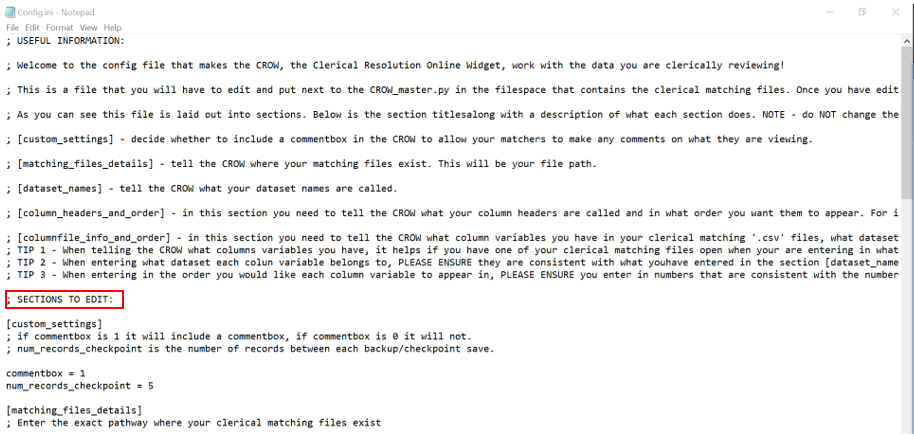 Config.ini - Notepad
File Edit Format View Help
; USEFUL INFORMATION:
; Welcome to the config file that makes the CROW, the Clerical Resolution Online Widget, work with the data you are clerically reviewing!
; This is a file that you will have to edit and put next to the CROW_master.py in the filespace that contains the clerical matching files. Once you have edit
; As you can see this file is laid out into sections. Below is the section titlesalong with a description of what each section does. NOTE - do NOT change the
; [custom_settings] - decide whether to include a commentbox in the CROW to allow your matchers to make any comments on what they are viewing.
; [matching_files_details] - tell the CROW where your matching files exist. This will be your file path.
; [dataset_names] - tell the CROW what your dataset names are called.
; [column_headers_and_order] - in this section you need to tell the CROW what your column headers are called and in what order you want them to appear. For i
; [columnfile_info_and_order] - in this section you need to tell the CROW what column variables you have in your clerical matching '.csv' files, what dataset
; TIP 1 - When telling the CROW what columns variables you have, it helps if you have one of your clerical matching files open when your are entering in what
; TIP 2 - When entering what dataset each colun variable belongs to, PLEASE ENSURE they are consistent with what youhave entered in the section [dataset_name
; TIP 3 - When entering in the order you would like each column variable to appear in, PLEASE ENSURE you enter in numbers that are consistent with the number
; SECTIONS TO EDIT:
[custom_settings]
; if commentbox is 1 it will include a commentbox, if commentbox is 0 it will not.
; num_records_checkpoint is the number of records between each backup/checkpoint save.
commentbox = 1
num_records_checkpoint = 5
[matching_files_details]
; Enter the exact pathway where your clerical matching files exist